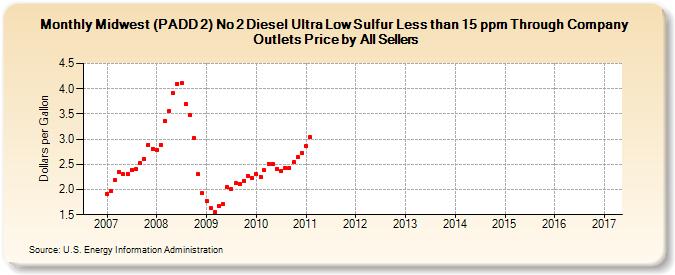 Monthly Midwest (PADD 2) No 2 Diesel Ultra Low Sulfur Less than 15 ppm Through Company
Outlets Price by All Sellers
Dollars per Gallon
4.5
4.0
3.5
3.0
2.5
2.0
1.5
2007 2008 2009 2010 2011 2012 2013 2014 2015 2016 2017
Source: U.S. Energy Information Administration